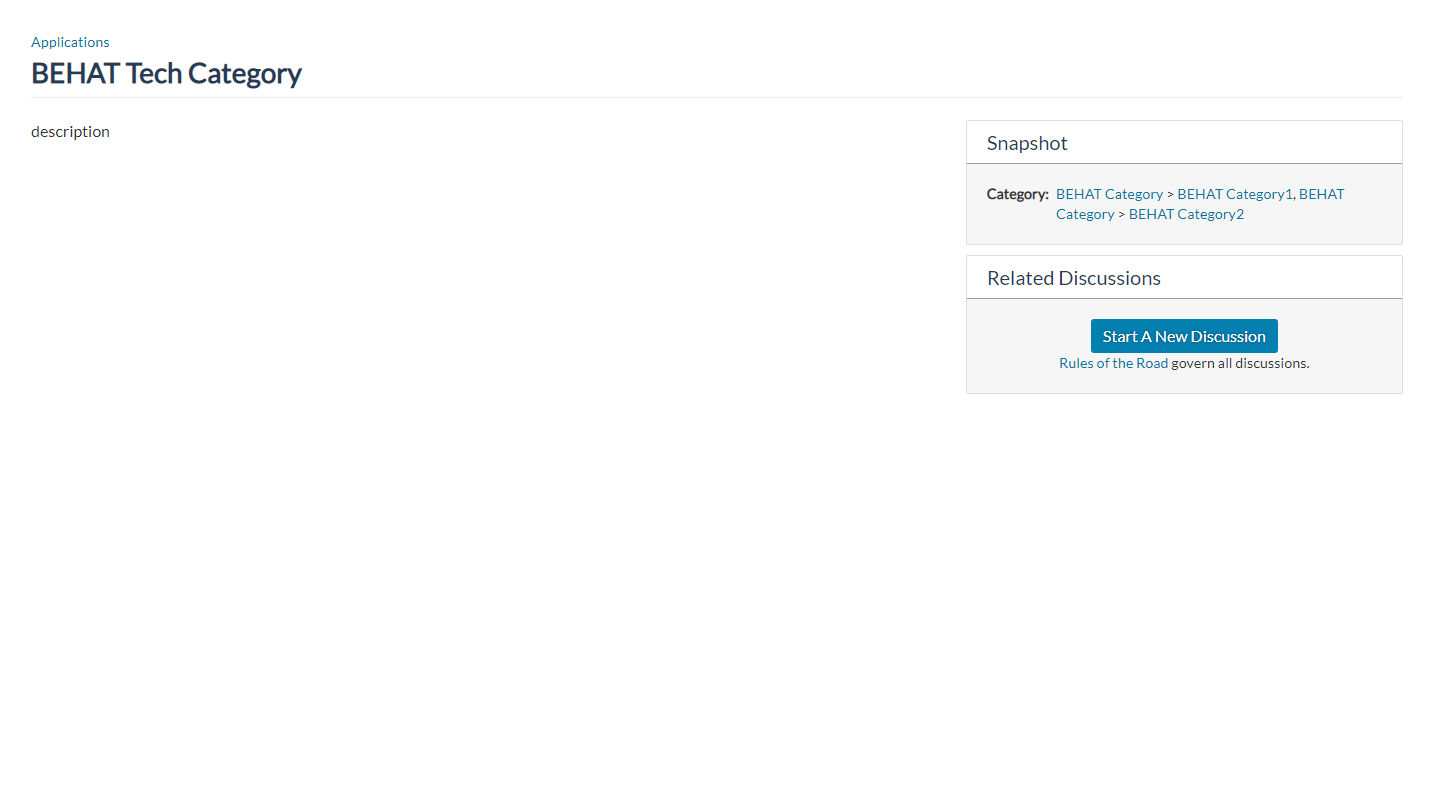 Applications
BEHAT Tech Category
description
Snapshot
Category: BEHAT Category > BEHAT Category1, BEHAT
Category > BEHAT Category2
Related Discussions
Start A New Discussion
Rules of the Road govern all discussions.